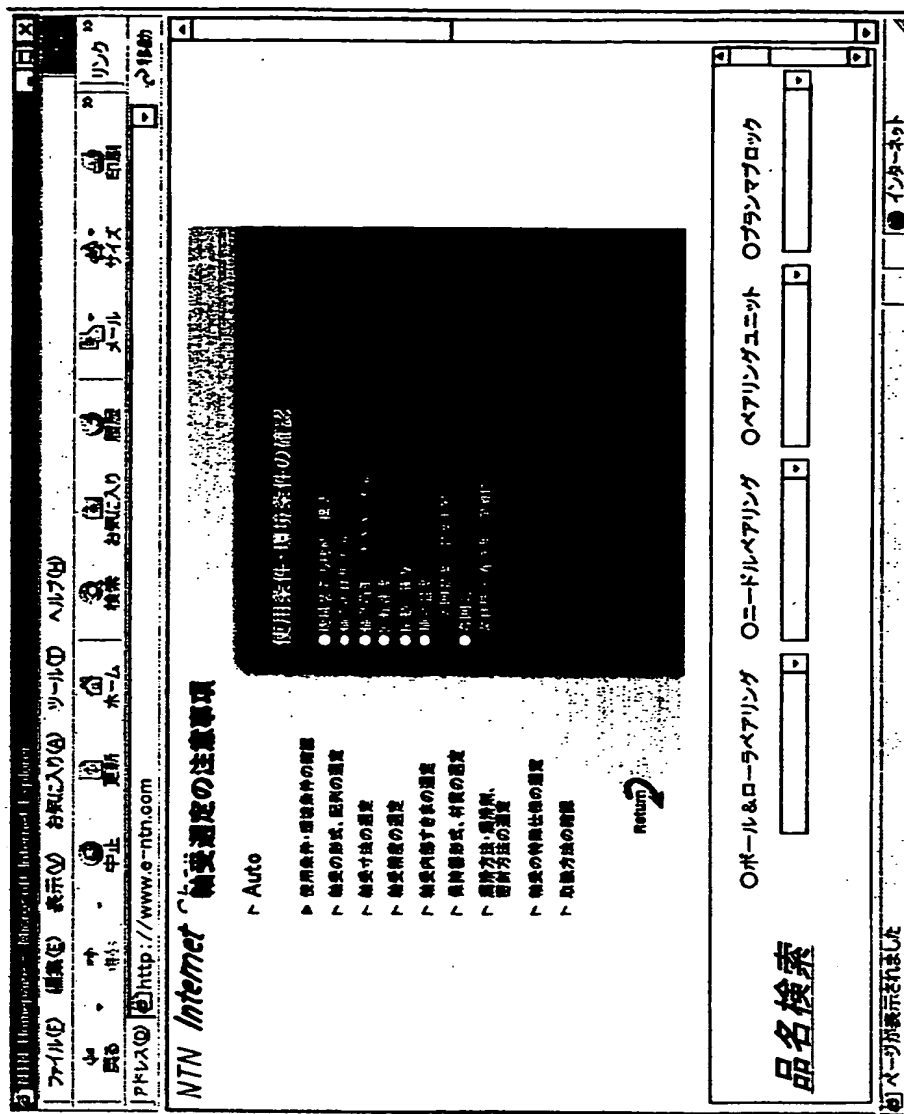 NTN Homepage - Microsoft Internet Explorer
ファイル(F) 編集(E) 表示(V) お気に入り(A) ツール(T) ヘルプ(H)
戻る 中止 更新 ホーム 検索 お気に入り 履歴 メール サイズ 印刷 » リンク »
アドレス(D) http://www.e-ntn.com 移動
NTN Internet
軸受選定の注意事項
Auto
使用条件・環境条件の確認
軸受の形式、配列の選定
軸受寸法の選定
軸受精度の選定
軸受内部すきまの選定
保持器形式、材質の選定
潤滑方法・潤滑剤、
密封方法の選定
軸受の特殊仕様の選定
取扱方法の確認
Return
使用条件・環境条件の確認
品名検索
○ボール&ローラベアリング ○ニードルベアリング ○ベアリングユニット ○プランマブロック
ページが表示されました インターネット